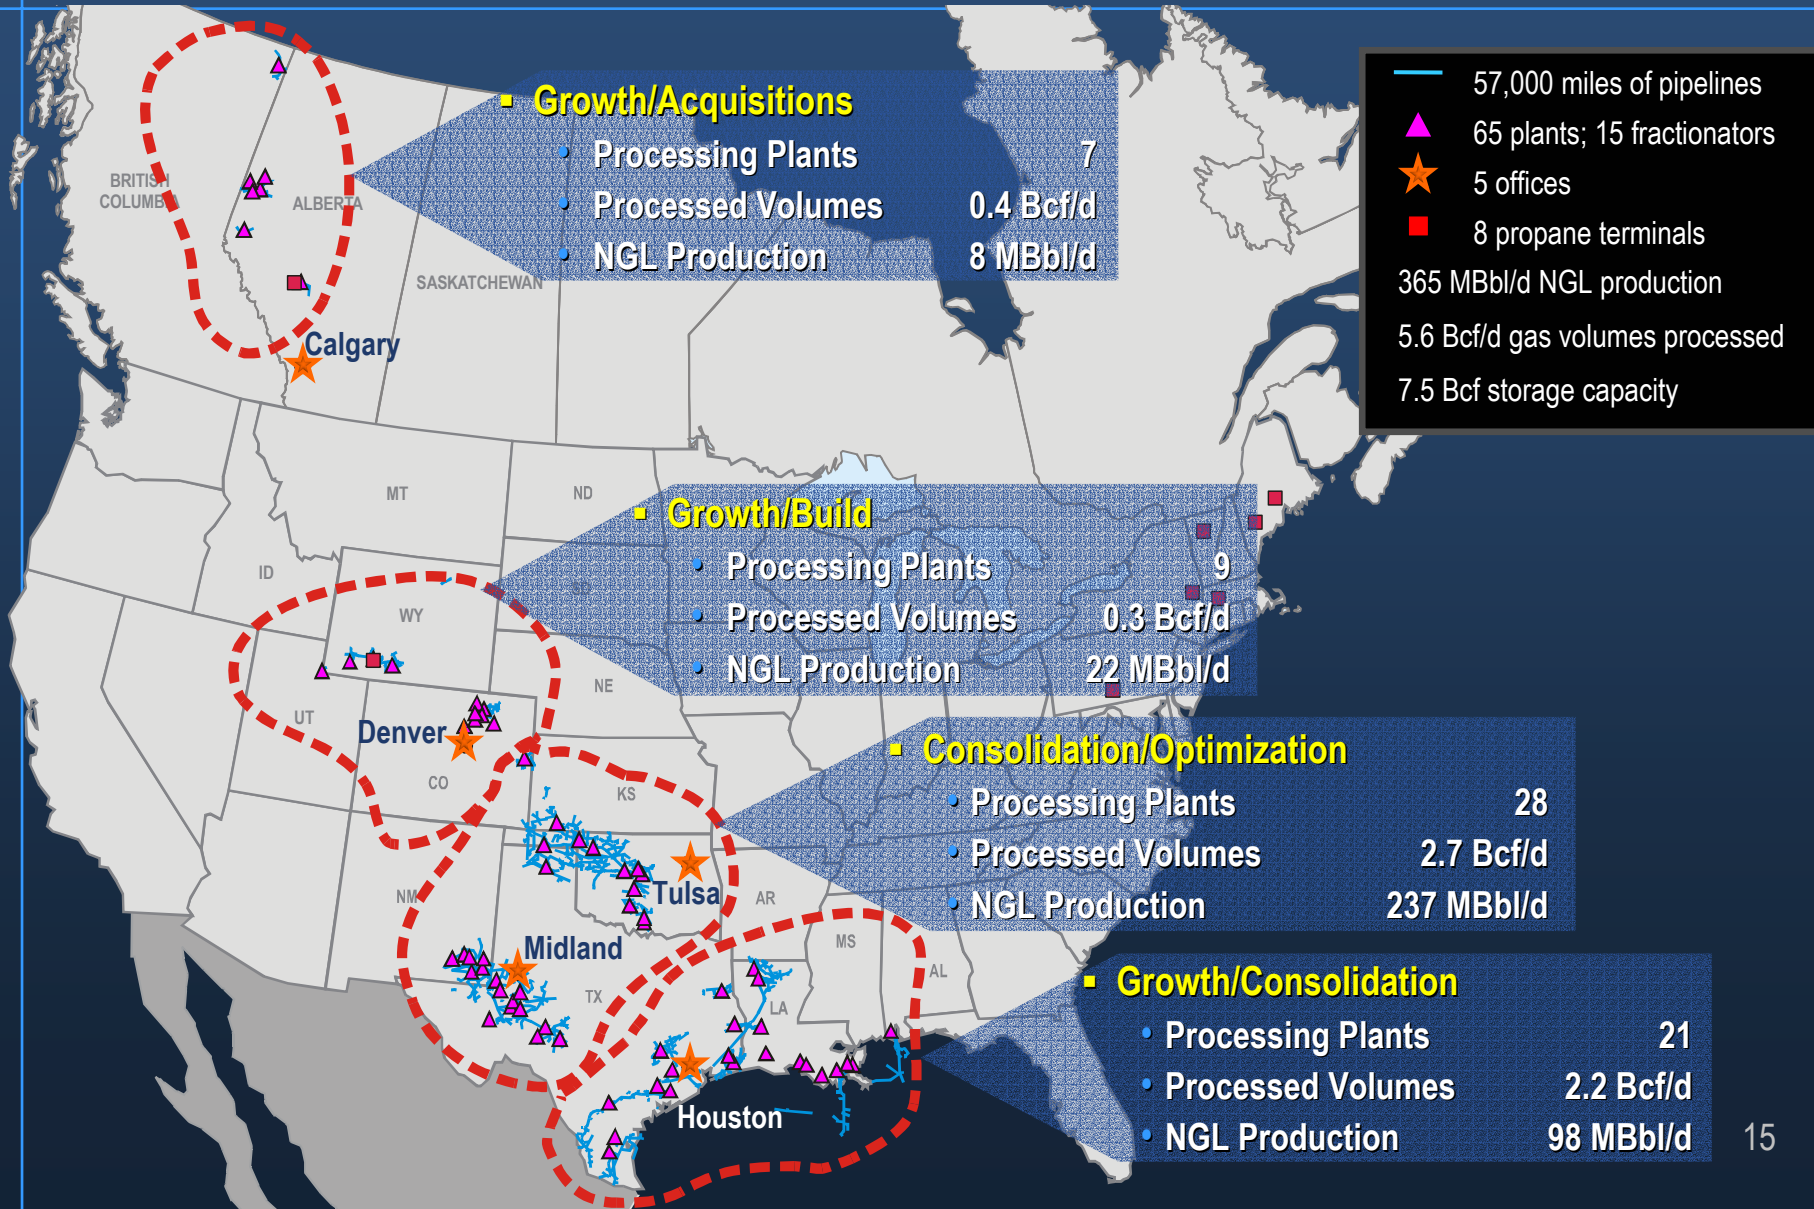 57,000 miles of pipelines
65 plants; 15 fractionators
5 offices
8 propane terminals
365 MBbl/d NGL production
5.6 Bcf/d gas volumes processed
7.5 Bcf storage capacity
Growth/Acquisitions
Processing Plants 7
Processed Volumes 0.4 Bcf/d
NGL Production 8 MBbl/d
BRITISH
COLUMBIA
ALBERTA
SASKATCHEWAN
Calgary
MT
ND
ID
WY
SD
Growth/Build
Processing Plants 9
Processed Volumes 0.3 Bcf/d
NGL Production 22 MBbl/d
NE
UT
Denver
CO
KS
Consolidation/Optimization
Processing Plants 28
Processed Volumes 2.7 Bcf/d
NGL Production 237 MBbl/d
NM
Tulsa
AR
Midland
MS
AL
TX
LA
Houston
Growth/Consolidation
Processing Plants 21
Processed Volumes 2.2 Bcf/d
NGL Production 98 MBbl/d
15